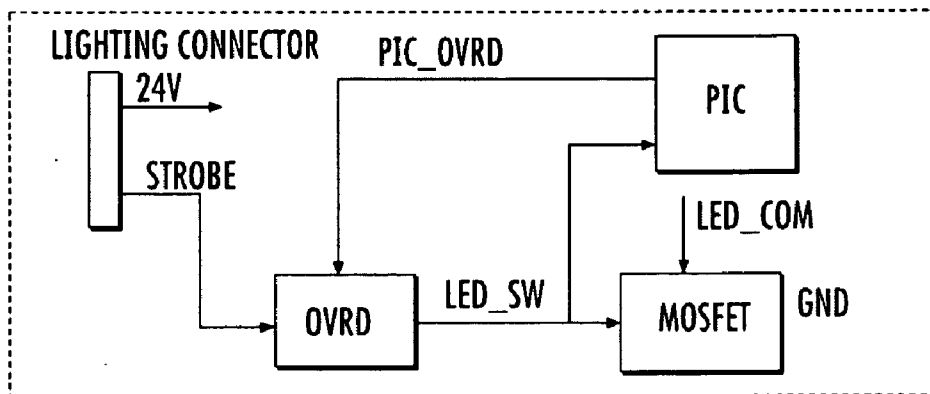 LIGHTING CONNECTOR
24V
STROBE
PIC_OVRD
PIC
LED_COM
OVRD
LED_SW
MOSFET
GND